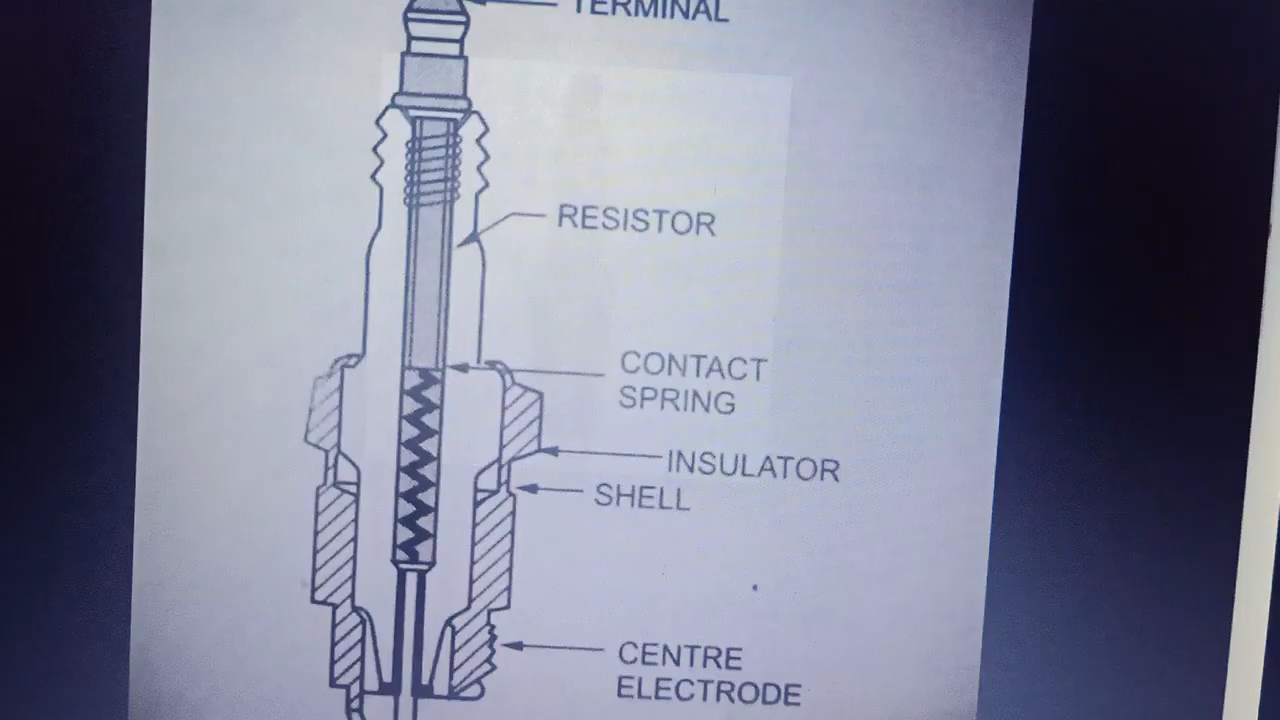 TERMINAL
RESISTOR
CONTACT
SPRING
INSULATOR
SHELL
CENTRE
ELECTRODE